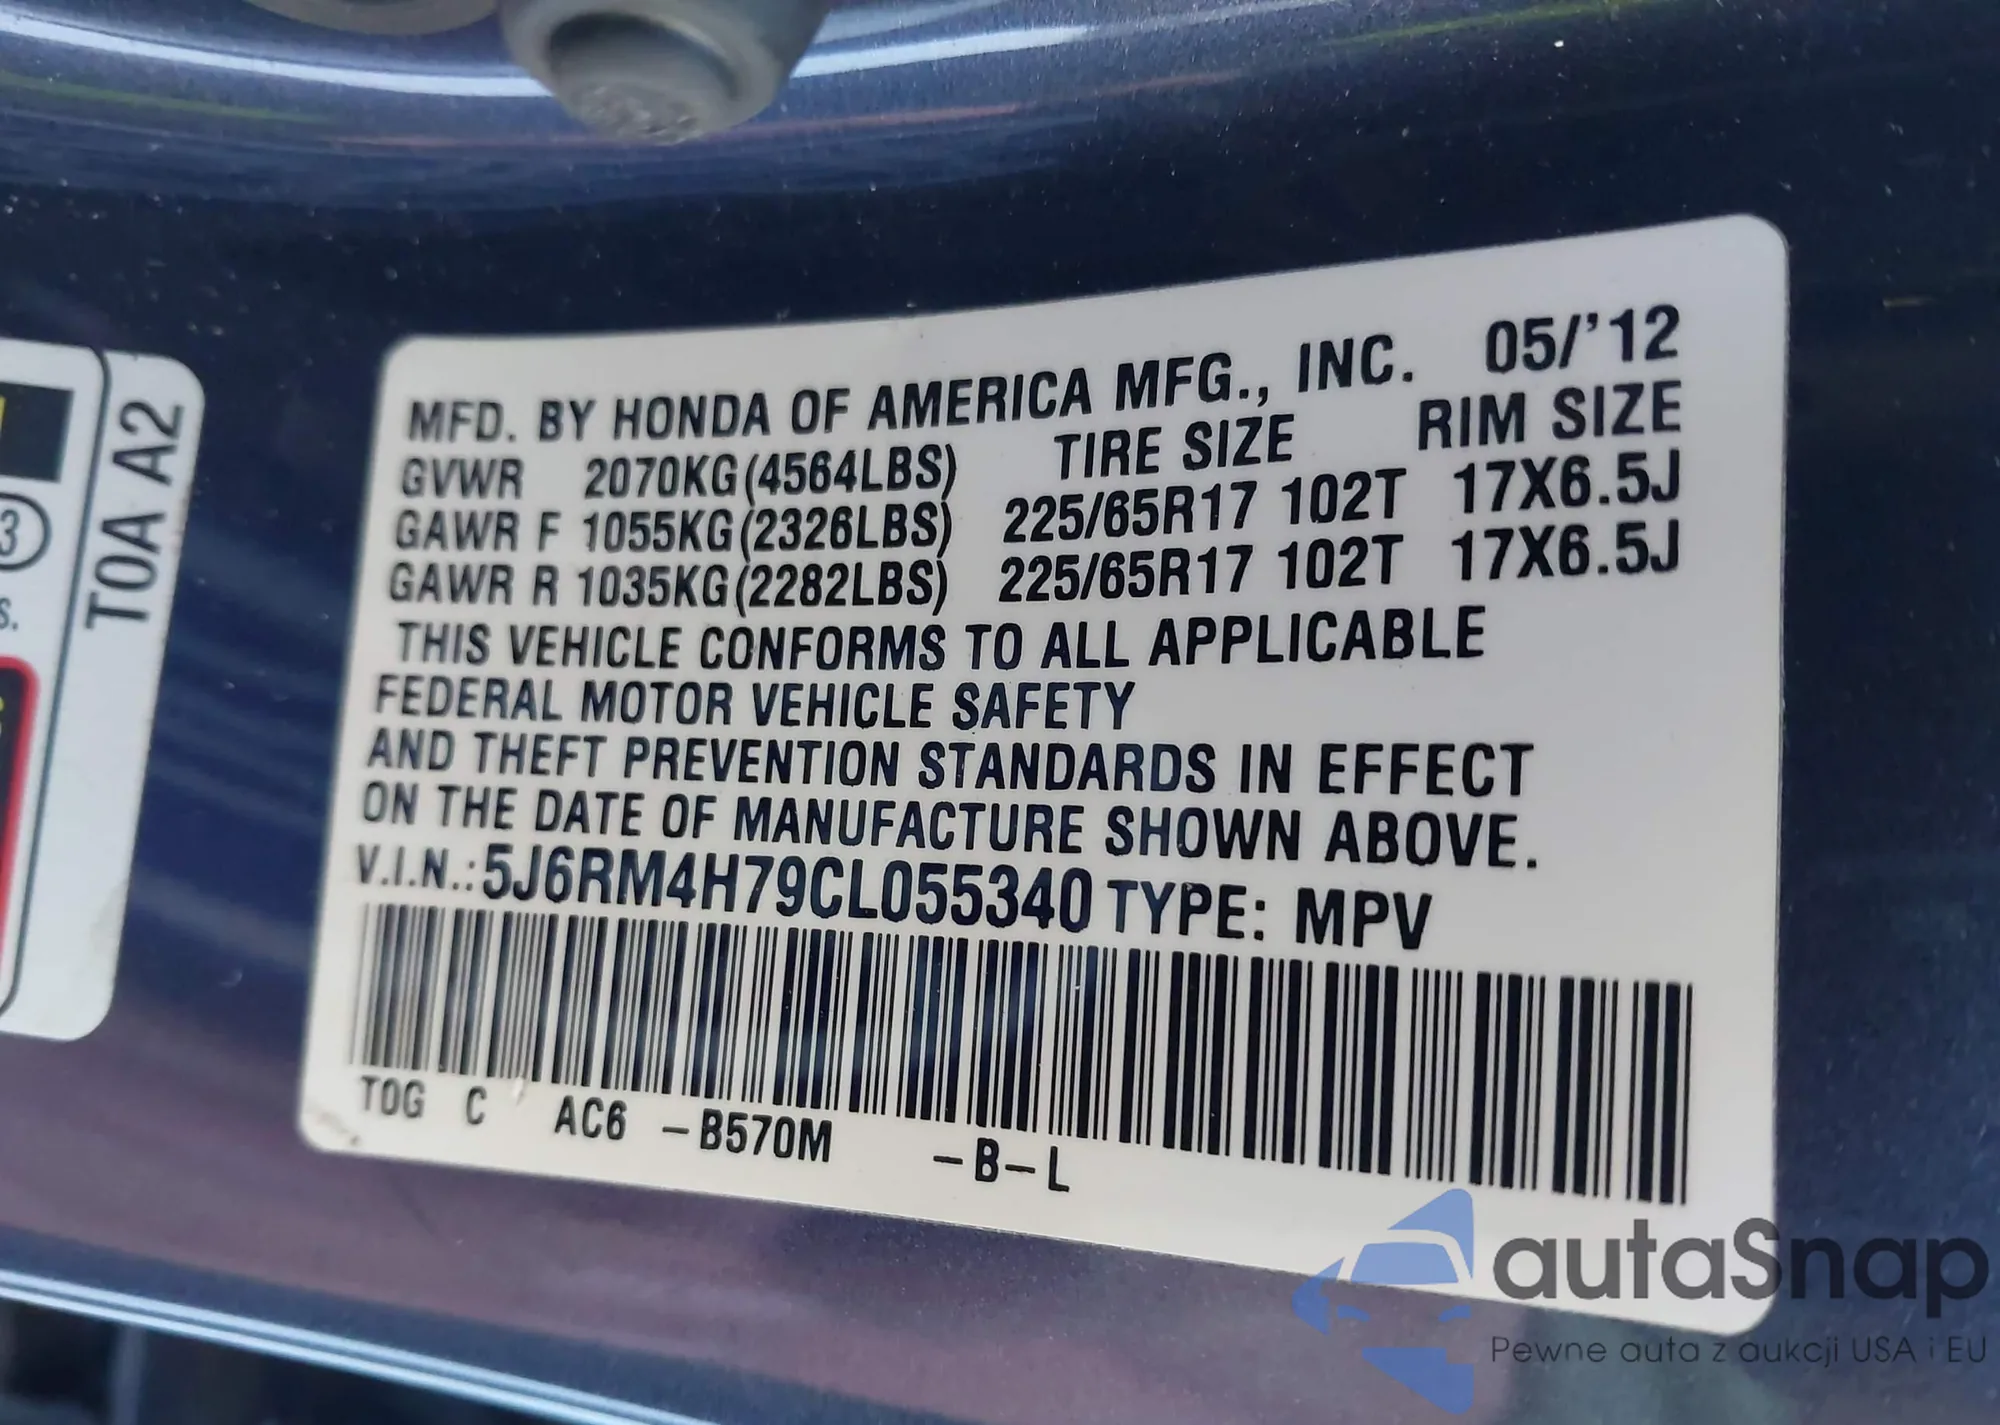 MFD. BY HONDA OF AMERICA MFG., INC. 05/'12
GVWR 2070KG(4564LBS) TIRE SIZE RIM SIZE
GAWR F 1055KG(2326LBS) 225/65R17 102T 17X6.5J
GAWR R 1035KG(2282LBS) 225/65R17 102T 17X6.5J
THIS VEHICLE CONFORMS TO ALL APPLICABLE
FEDERAL MOTOR VEHICLE SAFETY
AND THEFT PREVENTION STANDARDS IN EFFECT
ON THE DATE OF MANUFACTURE SHOWN ABOVE.
V.I.N.:5J6RM4H79CL055340 TYPE: MPV
TOG C AC6 -B570M -B-L
T0A A2
3
s.
autaSnap
Pewne auta z aukcji USA i EU